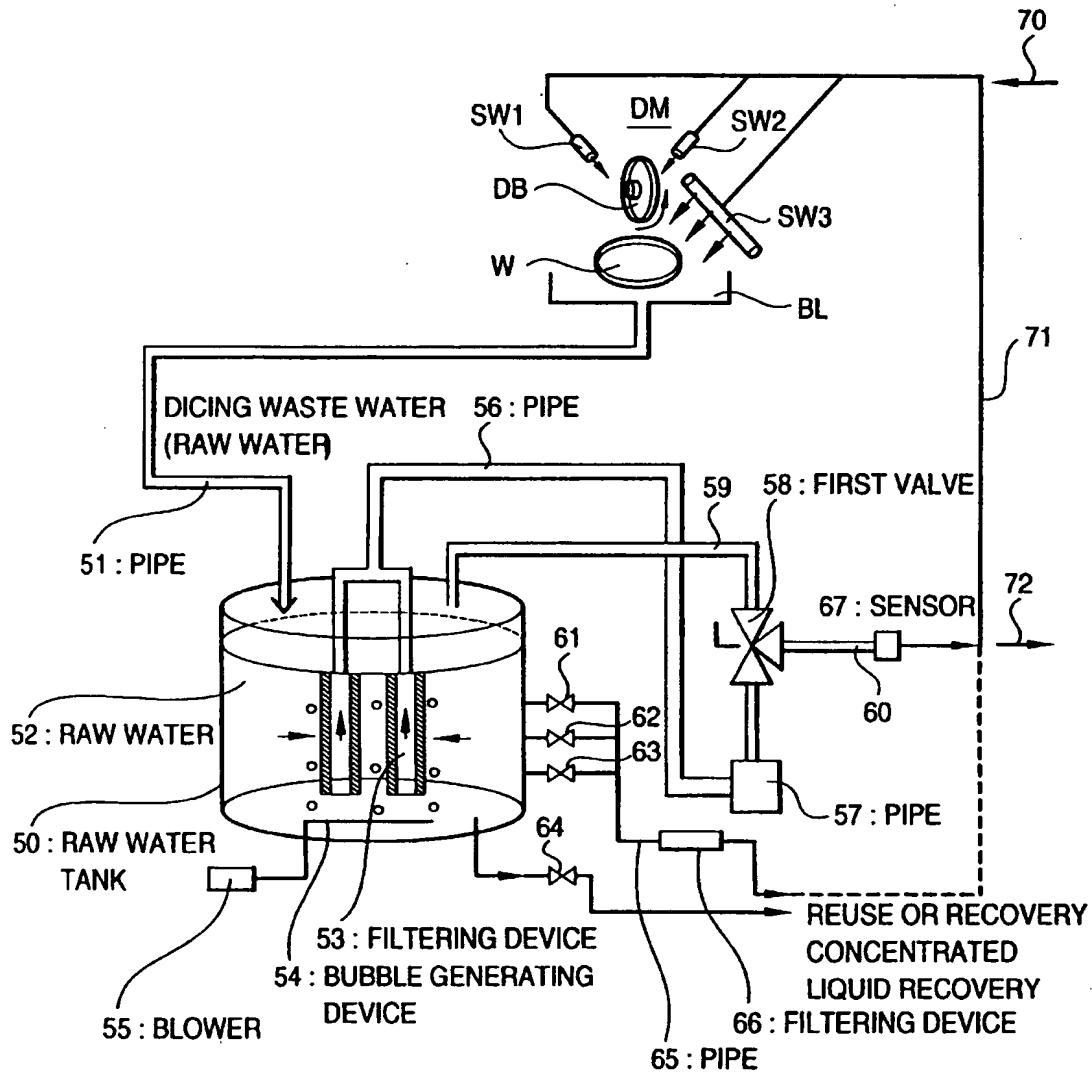 70
SW1
DM
SW2
DB
SW3
W
BL
71
DICING WASTE WATER
(RAW WATER)
56 : PIPE
58 : FIRST VALVE
59
51 : PIPE
67 : SENSOR
72
61
62
60
63
52 : RAW WATER
57 : PIPE
50 : RAW WATER
TANK
64
REUSE OR RECOVERY
CONCENTRATED
LIQUID RECOVERY
53 : FILTERING DEVICE
54 : BUBBLE GENERATING
DEVICE
55 : BLOWER
66 : FILTERING DEVICE
65 : PIPE